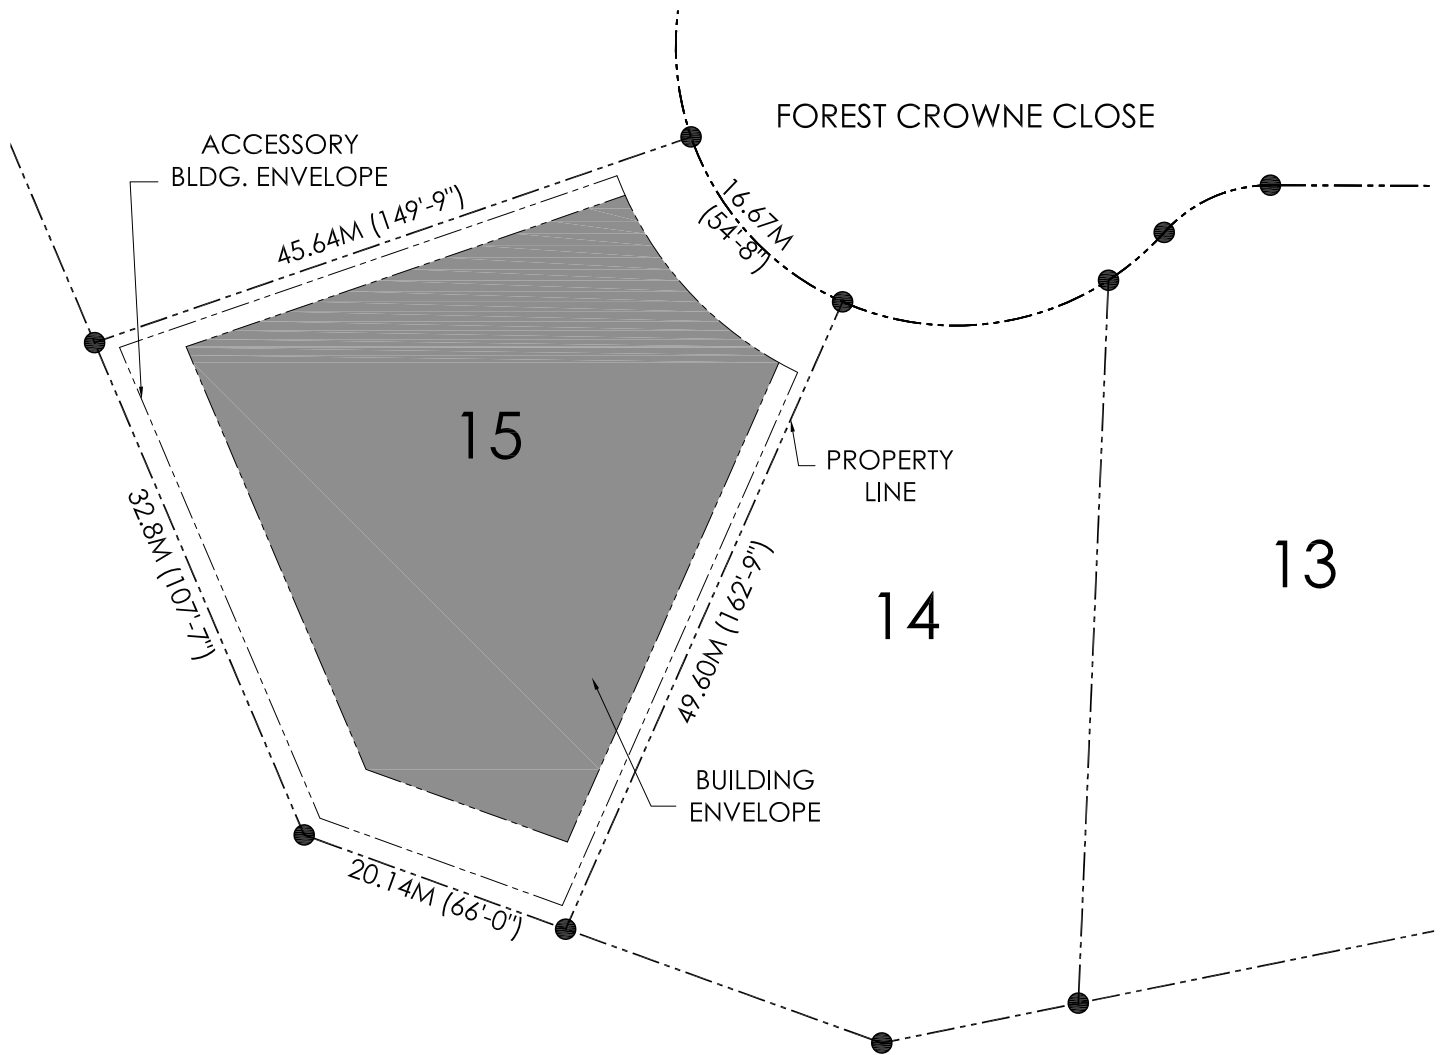 FOREST CROWNE CLOSE
ACCESSORY
BLDG. ENVELOPE
45.64M (149'-9")
16.67M
(54'-8")
15
PROPERTY
LINE
32.8M (107'-7")
49.60M (162'-9")
13
14
BUILDING
ENVELOPE
20.14M (66'-0")